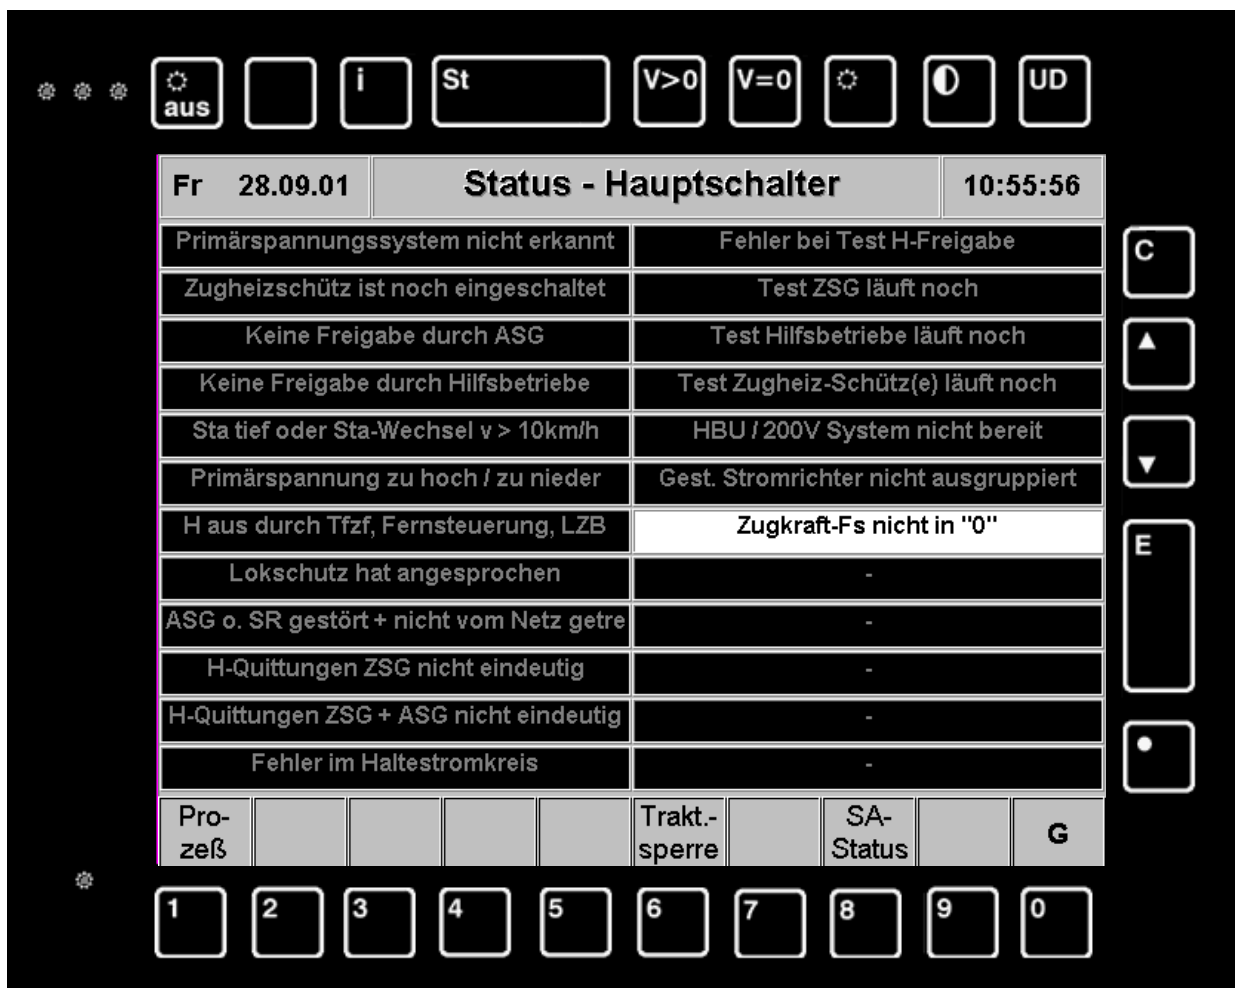 aus
i
St
V>0
V=0
UD
Fr 28.09.01 Status - Hauptschalter 10:55:56
Primärspannungssystem nicht erkannt Fehler bei Test H-Freigabe
Zugheizschütz ist noch eingeschaltet Test ZSG läuft noch
Keine Freigabe durch ASG Test Hilfsbetriebe läuft noch
Keine Freigabe durch Hilfsbetriebe Test Zugheiz-Schütz(e) läuft noch
Sta tief oder Sta-Wechsel v > 10km/h HBU / 200V System nicht bereit
Primärspannung zu hoch / zu nieder Gest. Stromrichter nicht ausgruppiert
H aus durch Tfzf, Fernsteuerung, LZB Zugkraft-Fs nicht in "0"
Lokschutz hat angesprochen -
ASG o. SR gestört + nicht vom Netz getre -
H-Quittungen ZSG nicht eindeutig -
H-Quittungen ZSG + ASG nicht eindeutig -
Fehler im Haltestromkreis -
C
E
Pro-
zeß
Trakt.-
sperre
SA-
Status
G
1 2 3 4 5 6 7 8 9 0